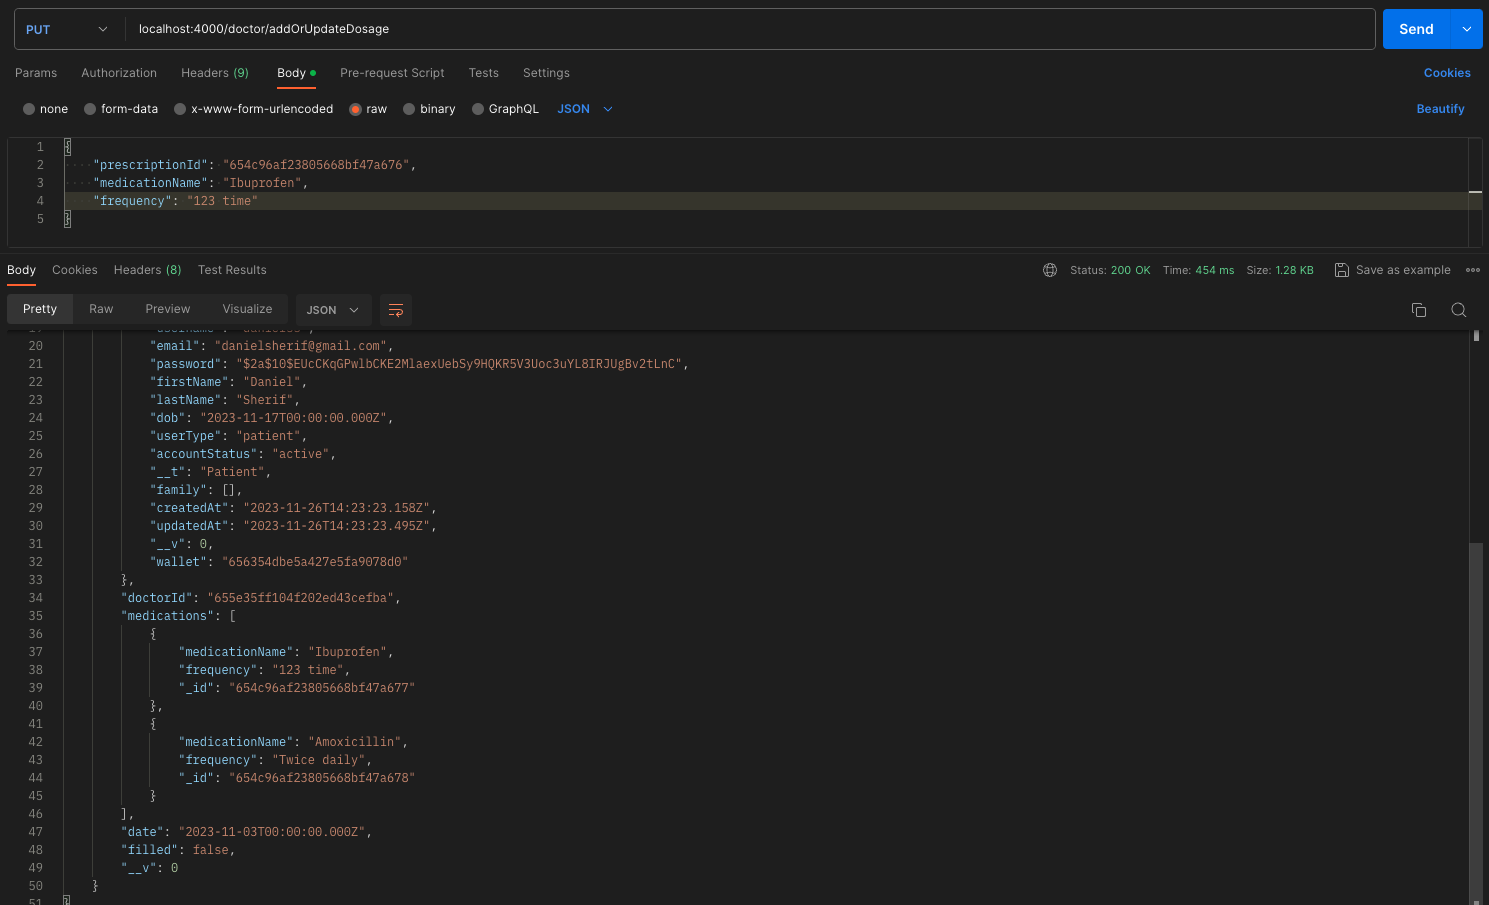 PUT
localhost:4000/doctor/addOrUpdateDosage
Send
Params Authorization Headers (9) Body Pre-request Script Tests Settings Cookies
none form-data x-www-form-urlencoded raw binary GraphQL JSON Beautify
1 {
2 "prescriptionId": "654c96af23805668bf47a676",
3 "medicationName": "Ibuprofen",
4 "frequency": "123 time"
5 }
Body Cookies Headers (8) Test Results Status: 200 OK Time: 454 ms Size: 1.28 KB Save as example
Pretty Raw Preview Visualize JSON
20 "email": "danielsherif@gmail.com",
21 "password": "$2a$10$EUcCKqGPwlbCKE2MlaexUebSy9HQKR5V3Uoc3uYL8IRJUgBv2tLnC",
22 "firstName": "Daniel",
23 "lastName": "Sherif",
24 "dob": "2023-11-17T00:00:00.000Z",
25 "userType": "patient",
26 "accountStatus": "active",
27 "__t": "Patient",
28 "family": [],
29 "createdAt": "2023-11-26T14:23:23.158Z",
30 "updatedAt": "2023-11-26T14:23:23.495Z",
31 "__v": 0,
32 "wallet": "656354dbe5a427e5fa9078d0"
33 },
34 "doctorId": "655e35ff104f202ed43cefba",
35 "medications": [
36 {
37 "medicationName": "Ibuprofen",
38 "frequency": "123 time",
39 "_id": "654c96af23805668bf47a677"
40 },
41 {
42 "medicationName": "Amoxicillin",
43 "frequency": "Twice daily",
44 "_id": "654c96af23805668bf47a678"
45 }
46 ],
47 "date": "2023-11-03T00:00:00.000Z",
48 "filled": false,
49 "__v": 0
50 }
51 }